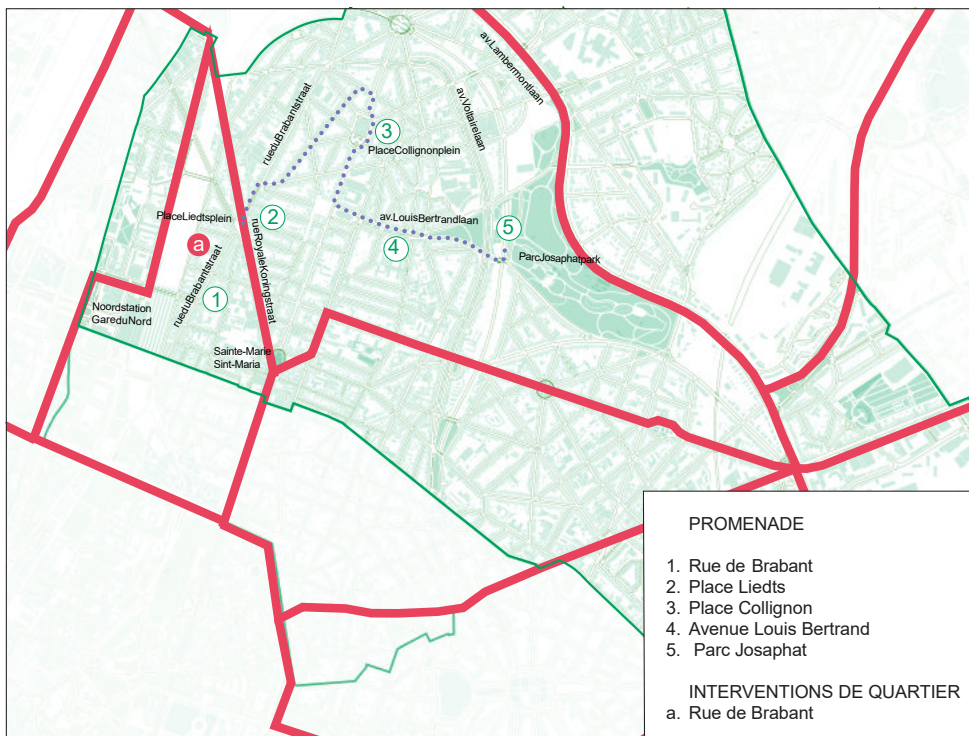 av.Lambermontlaan
av.Voltairelaan
rueduBrabantstraat
3
PlaceCollignonplein
PlaceLiedtsplein
2
av.LouisBertrandlaan
5
a
4
ParcJosaphatpark
rueRoyaleKoningstraat
rueduBrabantstraat
1
Noordstation
GareduNord
Sainte-Marie
Sint-Maria
PROMENADE
1. Rue de Brabant
2. Place Liedts
3. Place Collignon
4. Avenue Louis Bertrand
5. Parc Josaphat
INTERVENTIONS DE QUARTIER
a. Rue de Brabant